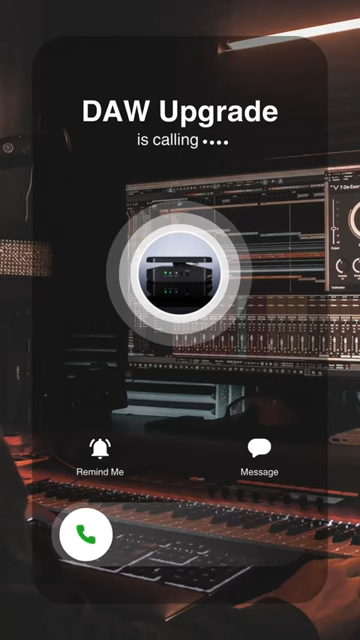 DAW Upgrade
is calling ••••
Remind Me
Message